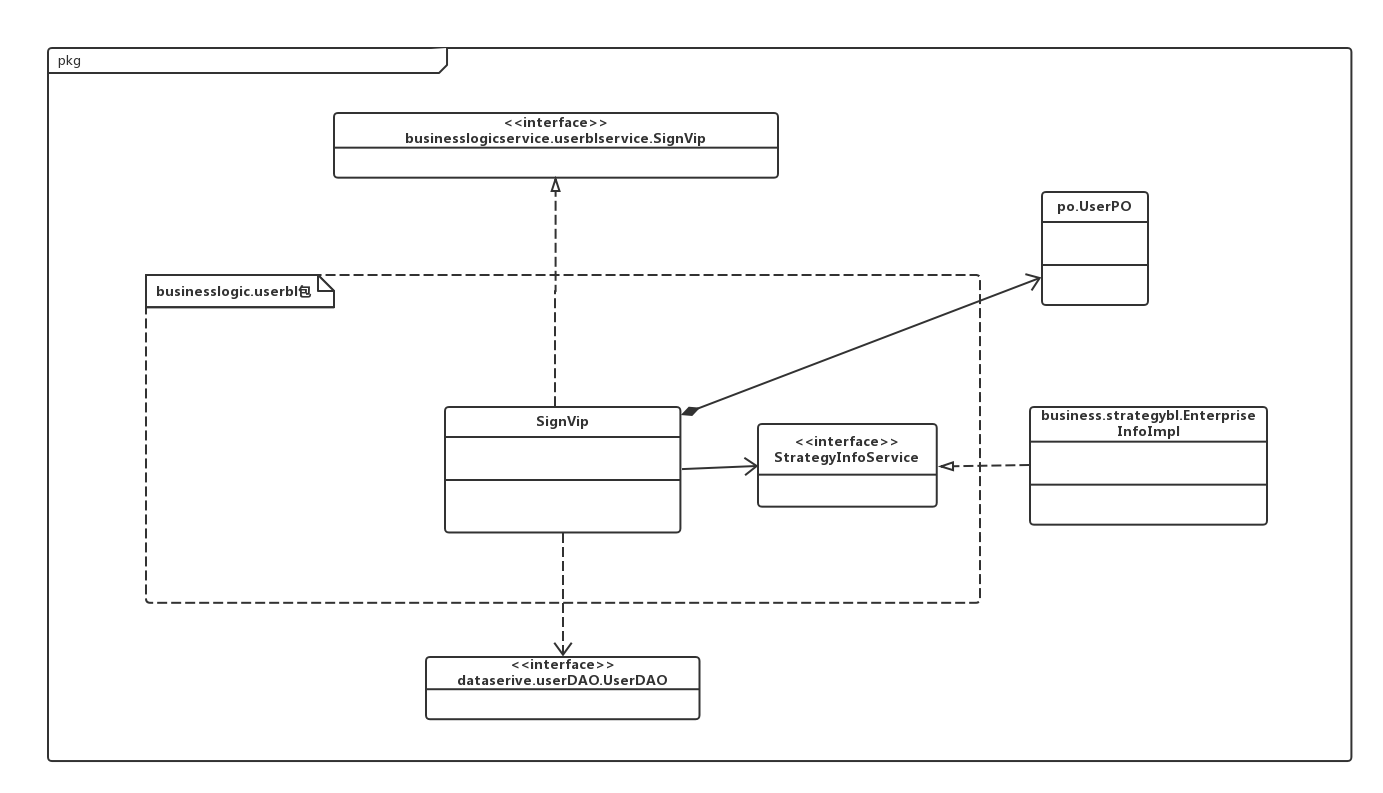 pkg
<<interface>>
businesslogicservice.userblservice.SignVip
po.UserPO
businesslogic.userbl包
SignVip
<<interface>>
StrategyInfoService
business.strategybl.Enterprise
InfoImpl
<<interface>>
dataserive.userDAO.UserDAO